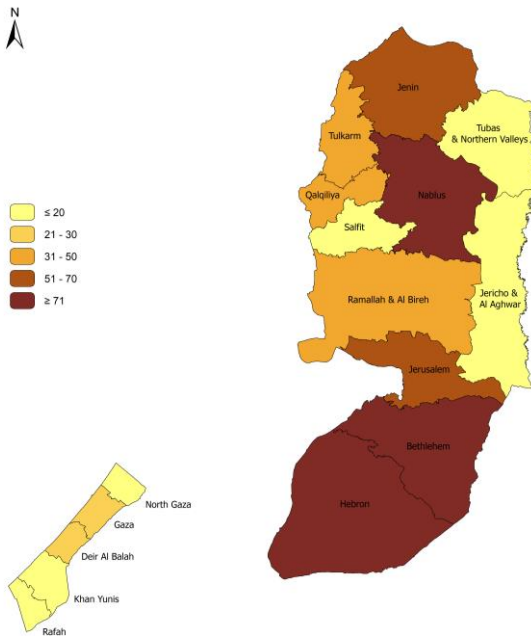 N
Jenin
Tulkarm
Tubas
& Northern Valleys
Qalqiliya
Nablus
Salfit
≤ 20
21 - 30
31 - 50
51 - 70
≥ 71
Ramallah & Al Bireh
Jericho &
Al Aghwar
Jerusalem
Bethlehem
Hebron
North Gaza
Gaza
Deir Al Balah
Khan Yunis
Rafah